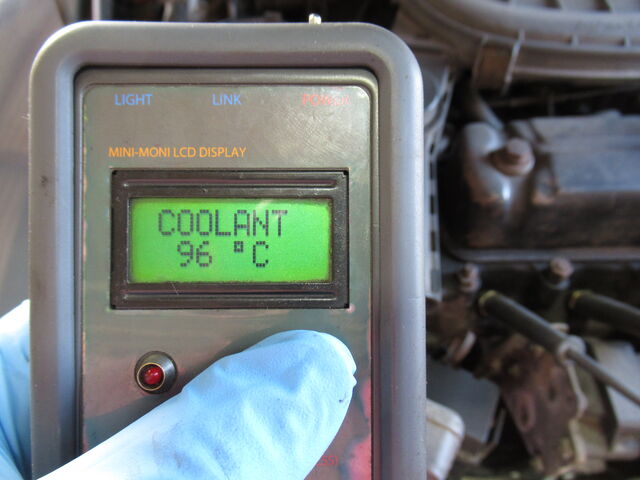 LIGHT LINK
MINI-MONI LCD DISPLAY
COOLANT
96 °C